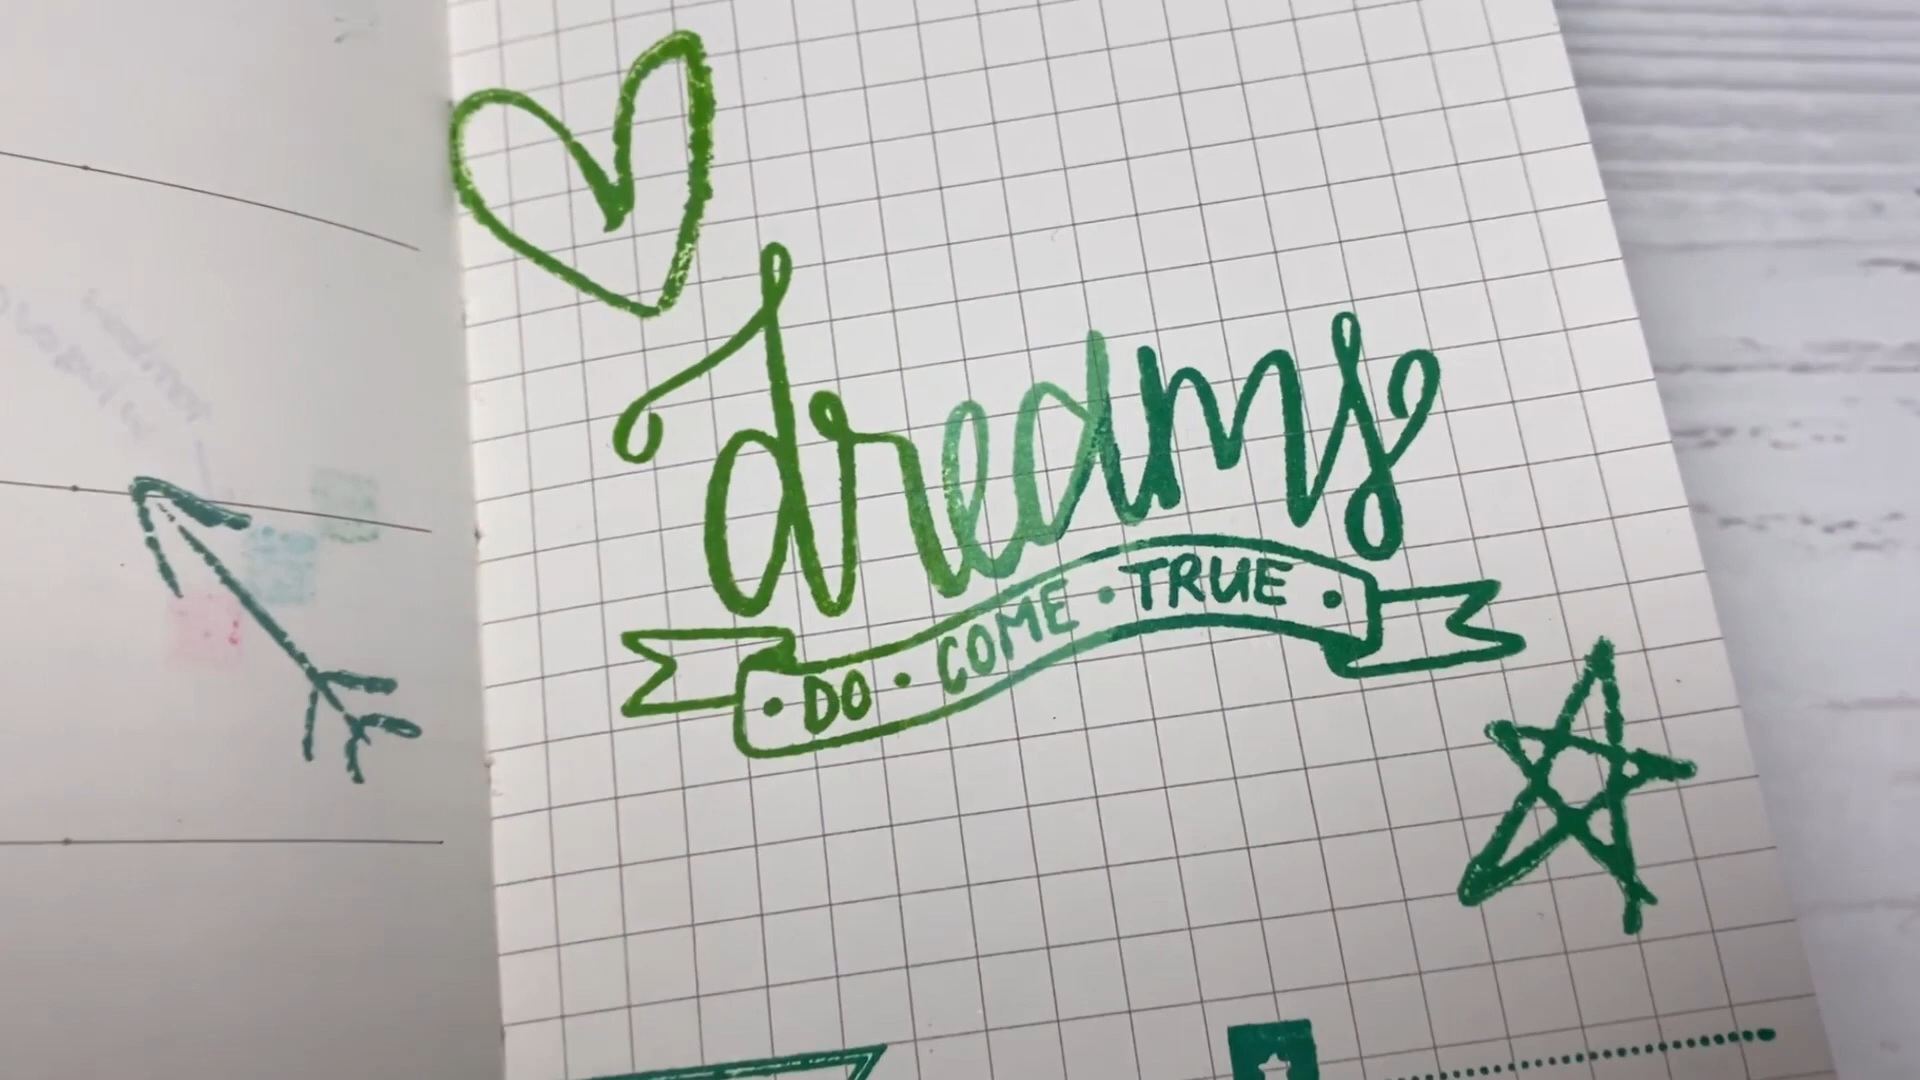 dreams
• DO • COME • TRUE •